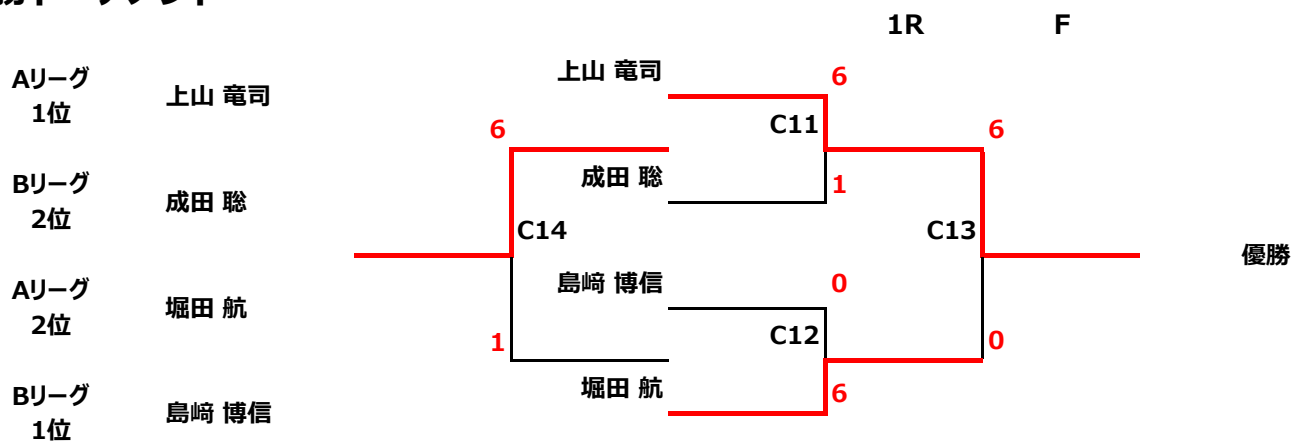 1R F
Aリーグ
1位
上山 竜司
Bリーグ
2位
成田 聡
Aリーグ
2位
堀田 航
Bリーグ
1位
島﨑 博信
6
C14
1
上山 竜司
6
C11
成田 聡
1
島﨑 博信
0
C12
堀田 航
6
6
C13
0
優勝